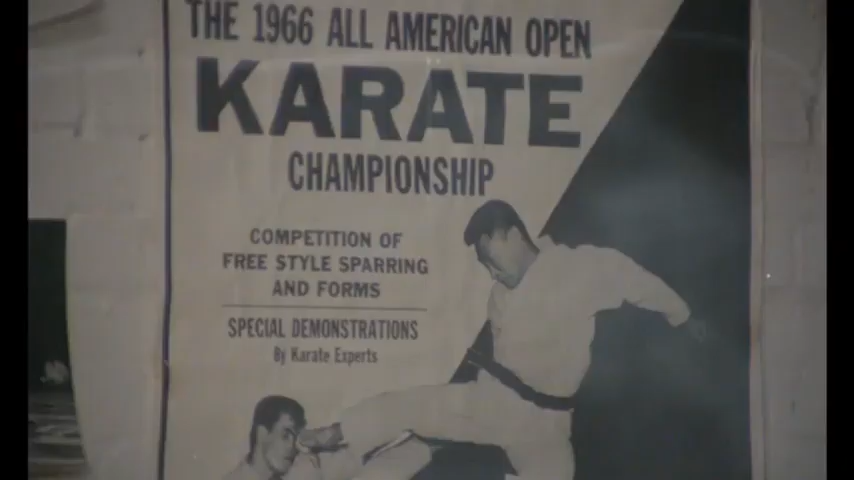 THE 1966 ALL AMERICAN OPEN
KARATE
CHAMPIONSHIP
COMPETITION OF
FREE STYLE SPARRING
AND FORMS
SPECIAL DEMONSTRATIONS
By Karate Experts